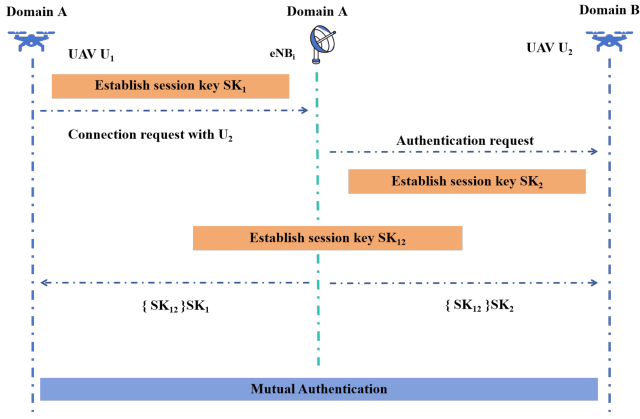 Domain A
Domain A
Domain B
UAV U₁
eNBᵢ
UAV U₂
Establish session key SK₁
Connection request with U₂
Authentication request
Establish session key SK₂
Establish session key SK₁₂
{ SK₁₂ }SK₁
{ SK₁₂ }SK₂
Mutual Authentication